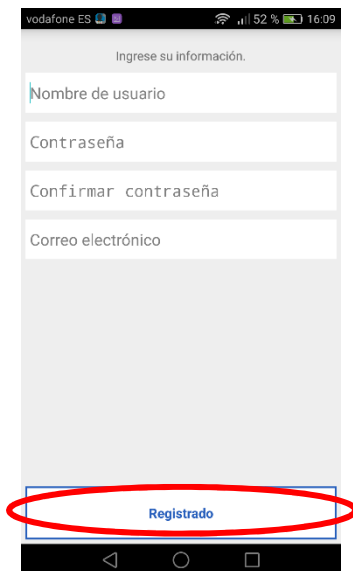 vodafone ES 52 % 16:09
Ingrese su información.
Nombre de usuario
Contraseña
Confirmar contraseña
Correo electrónico
Registrado